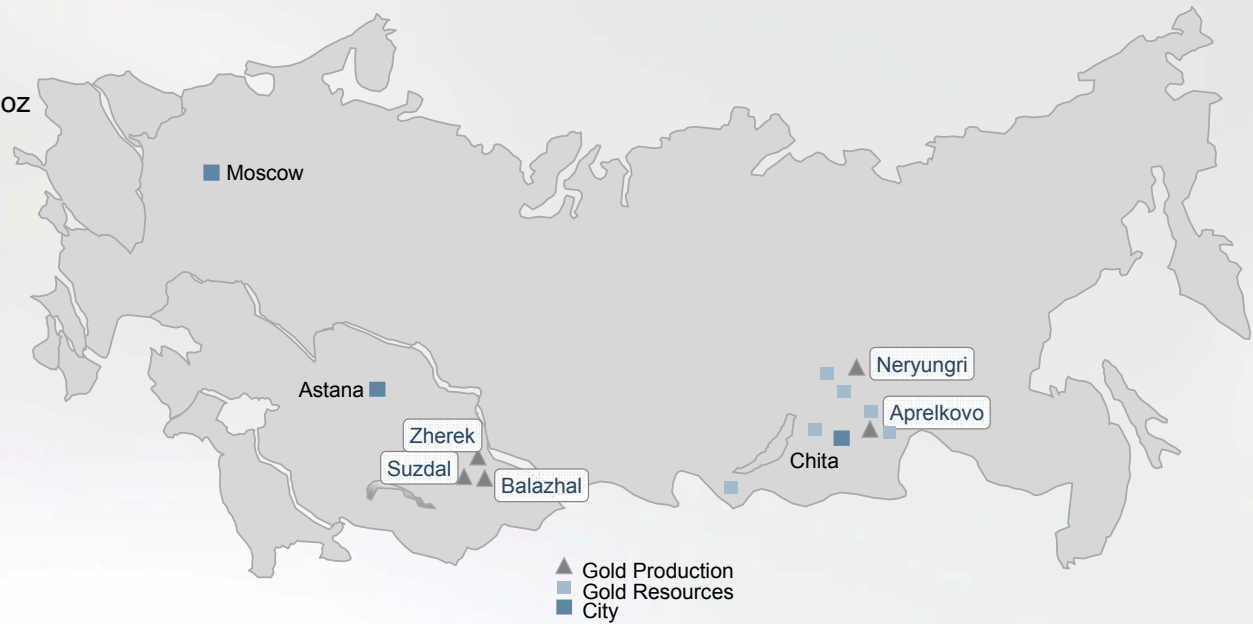 oz
Moscow
Astana
Neryungri
Aprelkovo
Zherek
Chita
Suzdal
Balazhal
Gold Production
Gold Resources
City